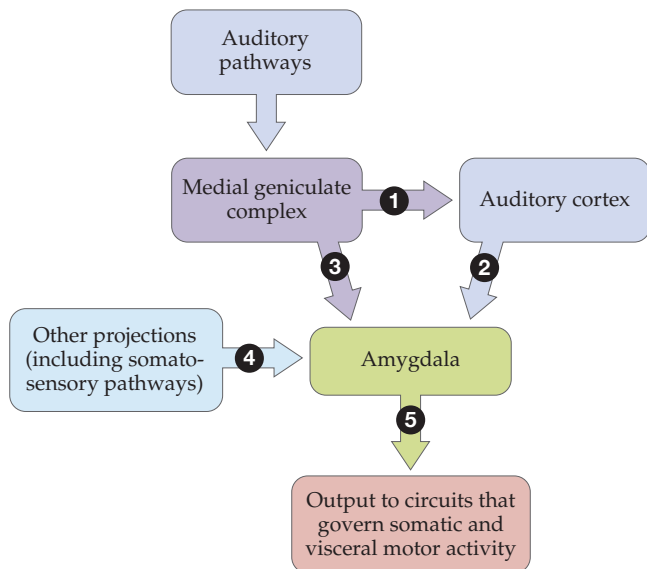 Auditory
pathways
Medial geniculate
complex
1
Auditory cortex
3
2
Other projections
(including somato-
sensory pathways)
4
Amygdala
5
Output to circuits that
govern somatic and
visceral motor activity